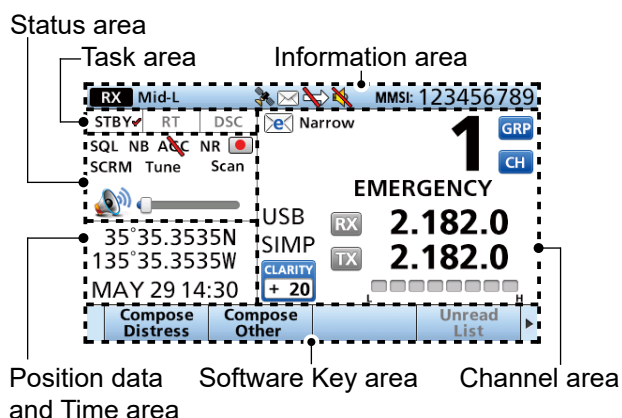 Status area
Task area
Information area
RX Mid-L MMSI: 123456789
STBY RT DSC
e Narrow
1 GRP
CH
SQL NB AGC NR
SCRM Tune Scan
EMERGENCY
USB RX 2.182.0
SIMP TX 2.182.0
CLARITY
+ 20
L H
35°35.3535N
135°35.3535W
MAY 29 14:30
Compose Distress
Compose Other
Unread List
Position data and Time area
Software Key area
Channel area